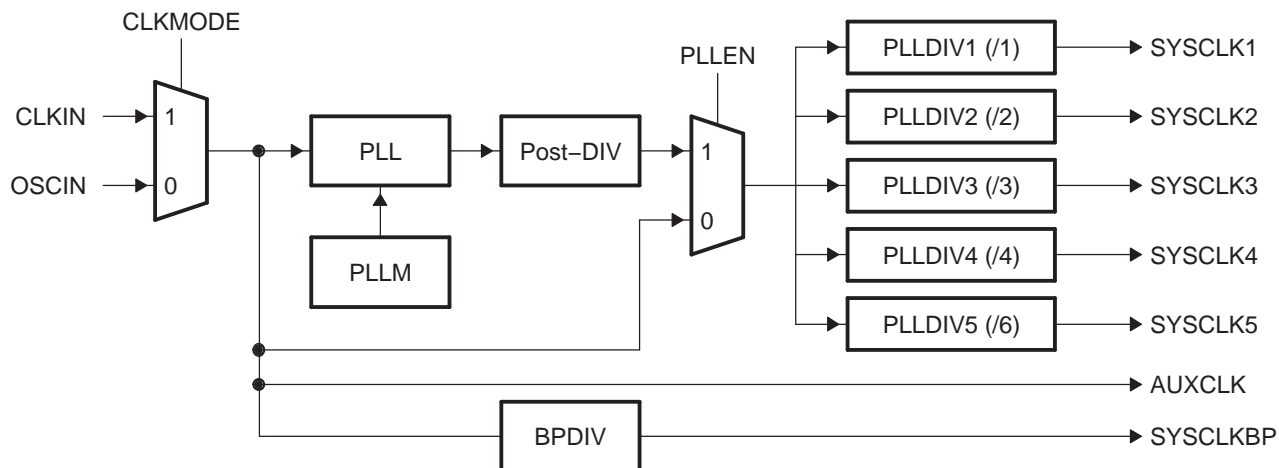 CLKMODE
CLKIN
1
OSCIN
0
PLL
PLLM
Post−DIV
PLLEN
1
0
PLLDIV1 (/1)
SYSCLK1
PLLDIV2 (/2)
SYSCLK2
PLLDIV3 (/3)
SYSCLK3
PLLDIV4 (/4)
SYSCLK4
PLLDIV5 (/6)
SYSCLK5
AUXCLK
BPDIV
SYSCLKBP